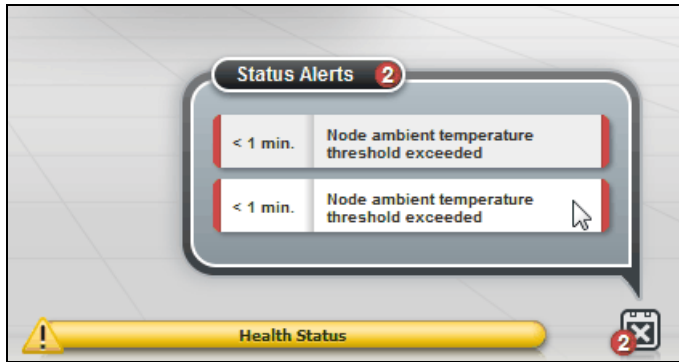 Status Alerts 2
< 1 min. Node ambient temperature
threshold exceeded
< 1 min. Node ambient temperature
threshold exceeded
Health Status
2